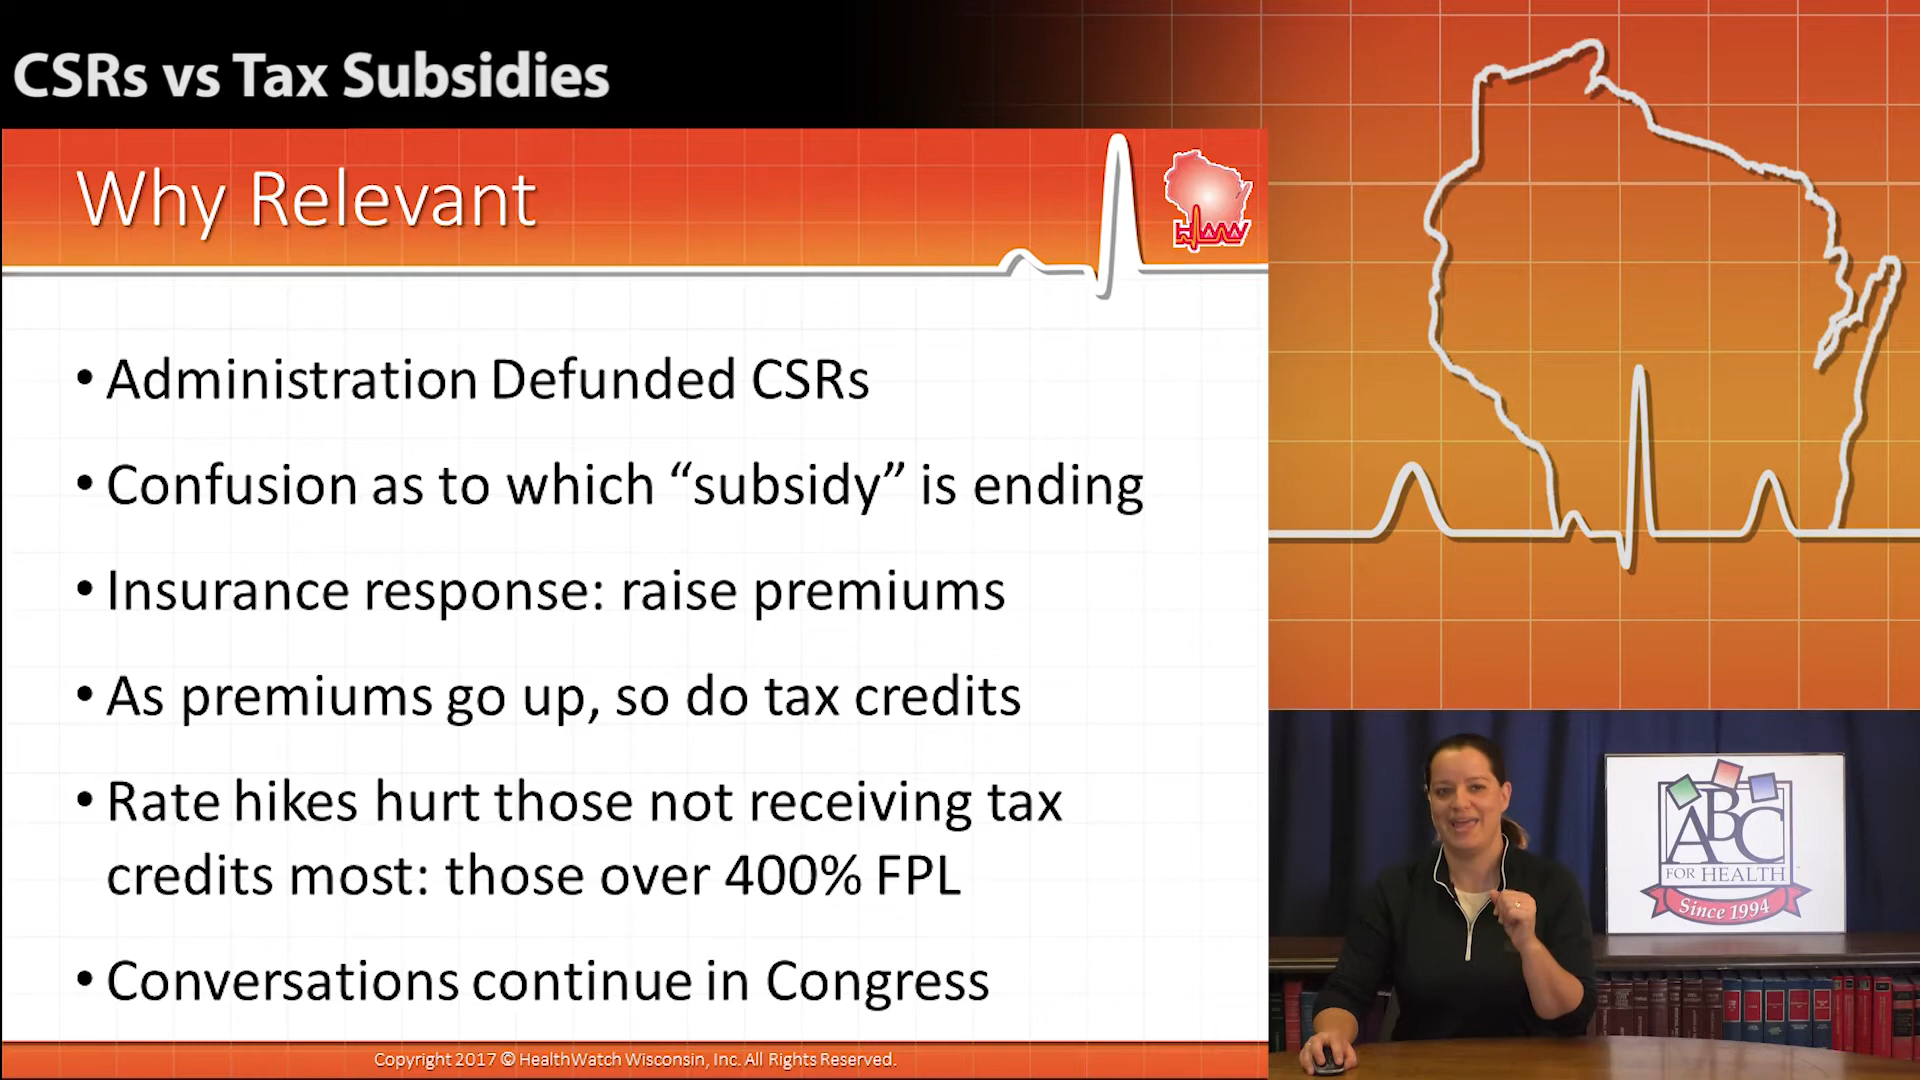 CSRs vs Tax Subsidies
Why Relevant
• Administration Defunded CSRs
• Confusion as to which “subsidy” is ending
• Insurance response: raise premiums
• As premiums go up, so do tax credits
• Rate hikes hurt those not receiving tax
credits most: those over 400% FPL
• Conversations continue in Congress
Copyright 2017 © HealthWatch Wisconsin, Inc. All Rights Reserved.
ABC
FOR HEALTH
Since 1994